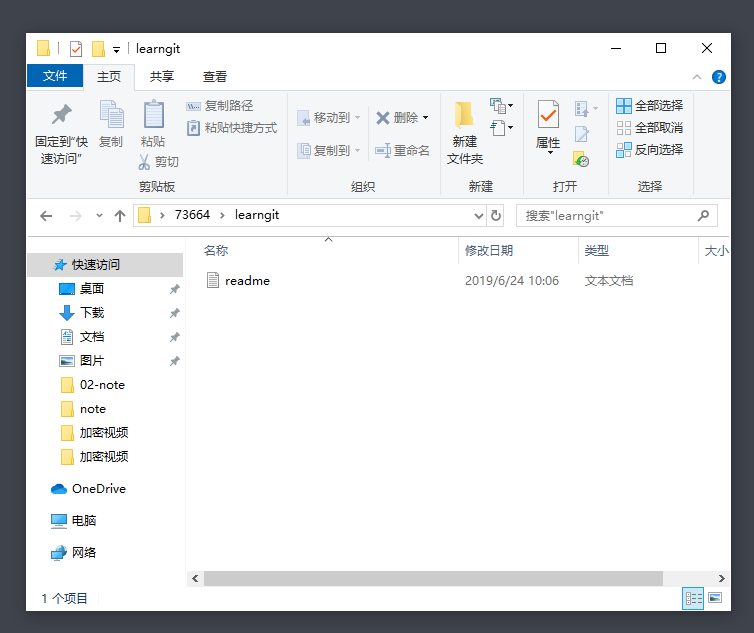 learngit
文件 主页 共享 查看
固定到“快速访问”
复制
粘贴
复制路径
粘贴快捷方式
剪切
剪贴板
移动到
复制到
删除
重命名
组织
新建文件夹
新建
属性
打开
全部选择
全部取消
反向选择
选择
73664 learngit
搜索"learngit"
名称 修改日期 类型 大小
readme 2019/6/24 10:06 文本文档
快速访问
桌面
下载
文档
图片
02-note
note
加密视频
加密视频
OneDrive
电脑
网络
1 个项目